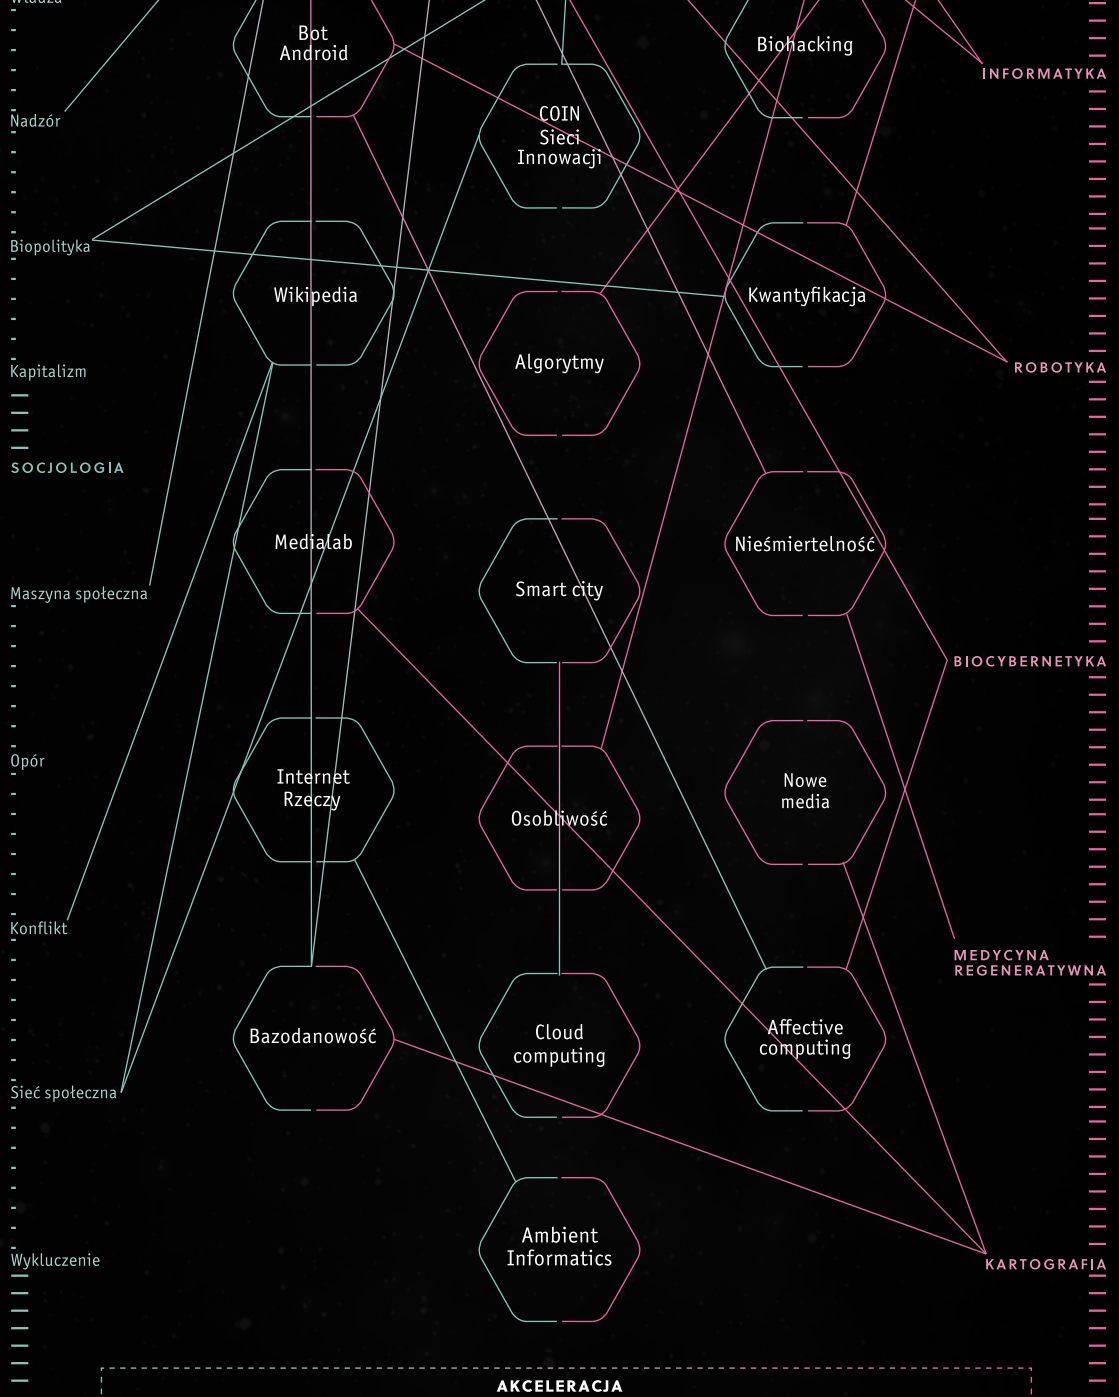 Władza
Bot
Android
Biohacking
INFORMATYKA
COIN
Sieci
Innowacji
Nadzór
Biopolityka
Wikipedia
Kwantyfikacja
Algorytmy
ROBOTYKA
Kapitalizm
SOCJOLOGIA
Medialab
Nieśmiertelność
Smart city
Maszyna społeczna
BIOCYBERNETYKA
Opór
Internet
Rzeczy
Nowe
media
Osobliwość
Konflikt
MEDYCYNA
REGENERATYWNA
Bazodanowość
Cloud
computing
Affective
computing
Sieć społeczna
Ambient
Informatics
Wykluczenie
KARTOGRAFIA
AKCELERACJA